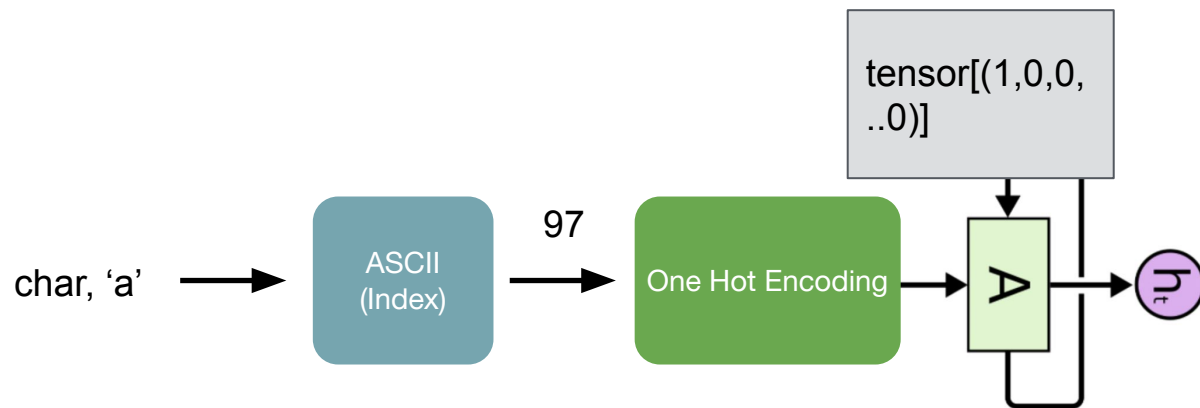 tensor[(1,0,0,
..0)]
char, ‘a’
ASCII
(Index)
97
One Hot Encoding
A
ht